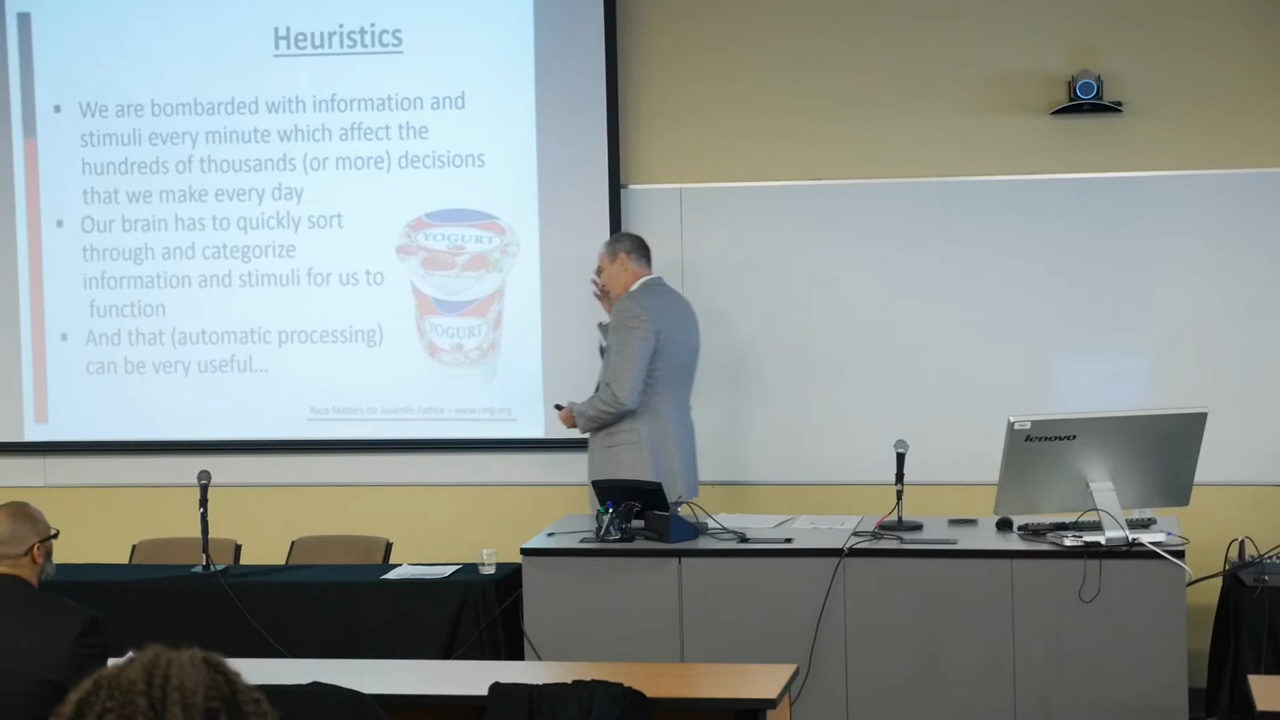 Heuristics
We are bombarded with information and
stimuli every minute which affect the
hundreds of thousands (or more) decisions
that we make every day
Our brain has to quickly sort
through and categorize
information and stimuli for us to
function
And that (automatic processing)
can be very useful...
YOGURT
YOGURT
Race Matters for Juvenile Justice – www.rmjj.org
lenovo